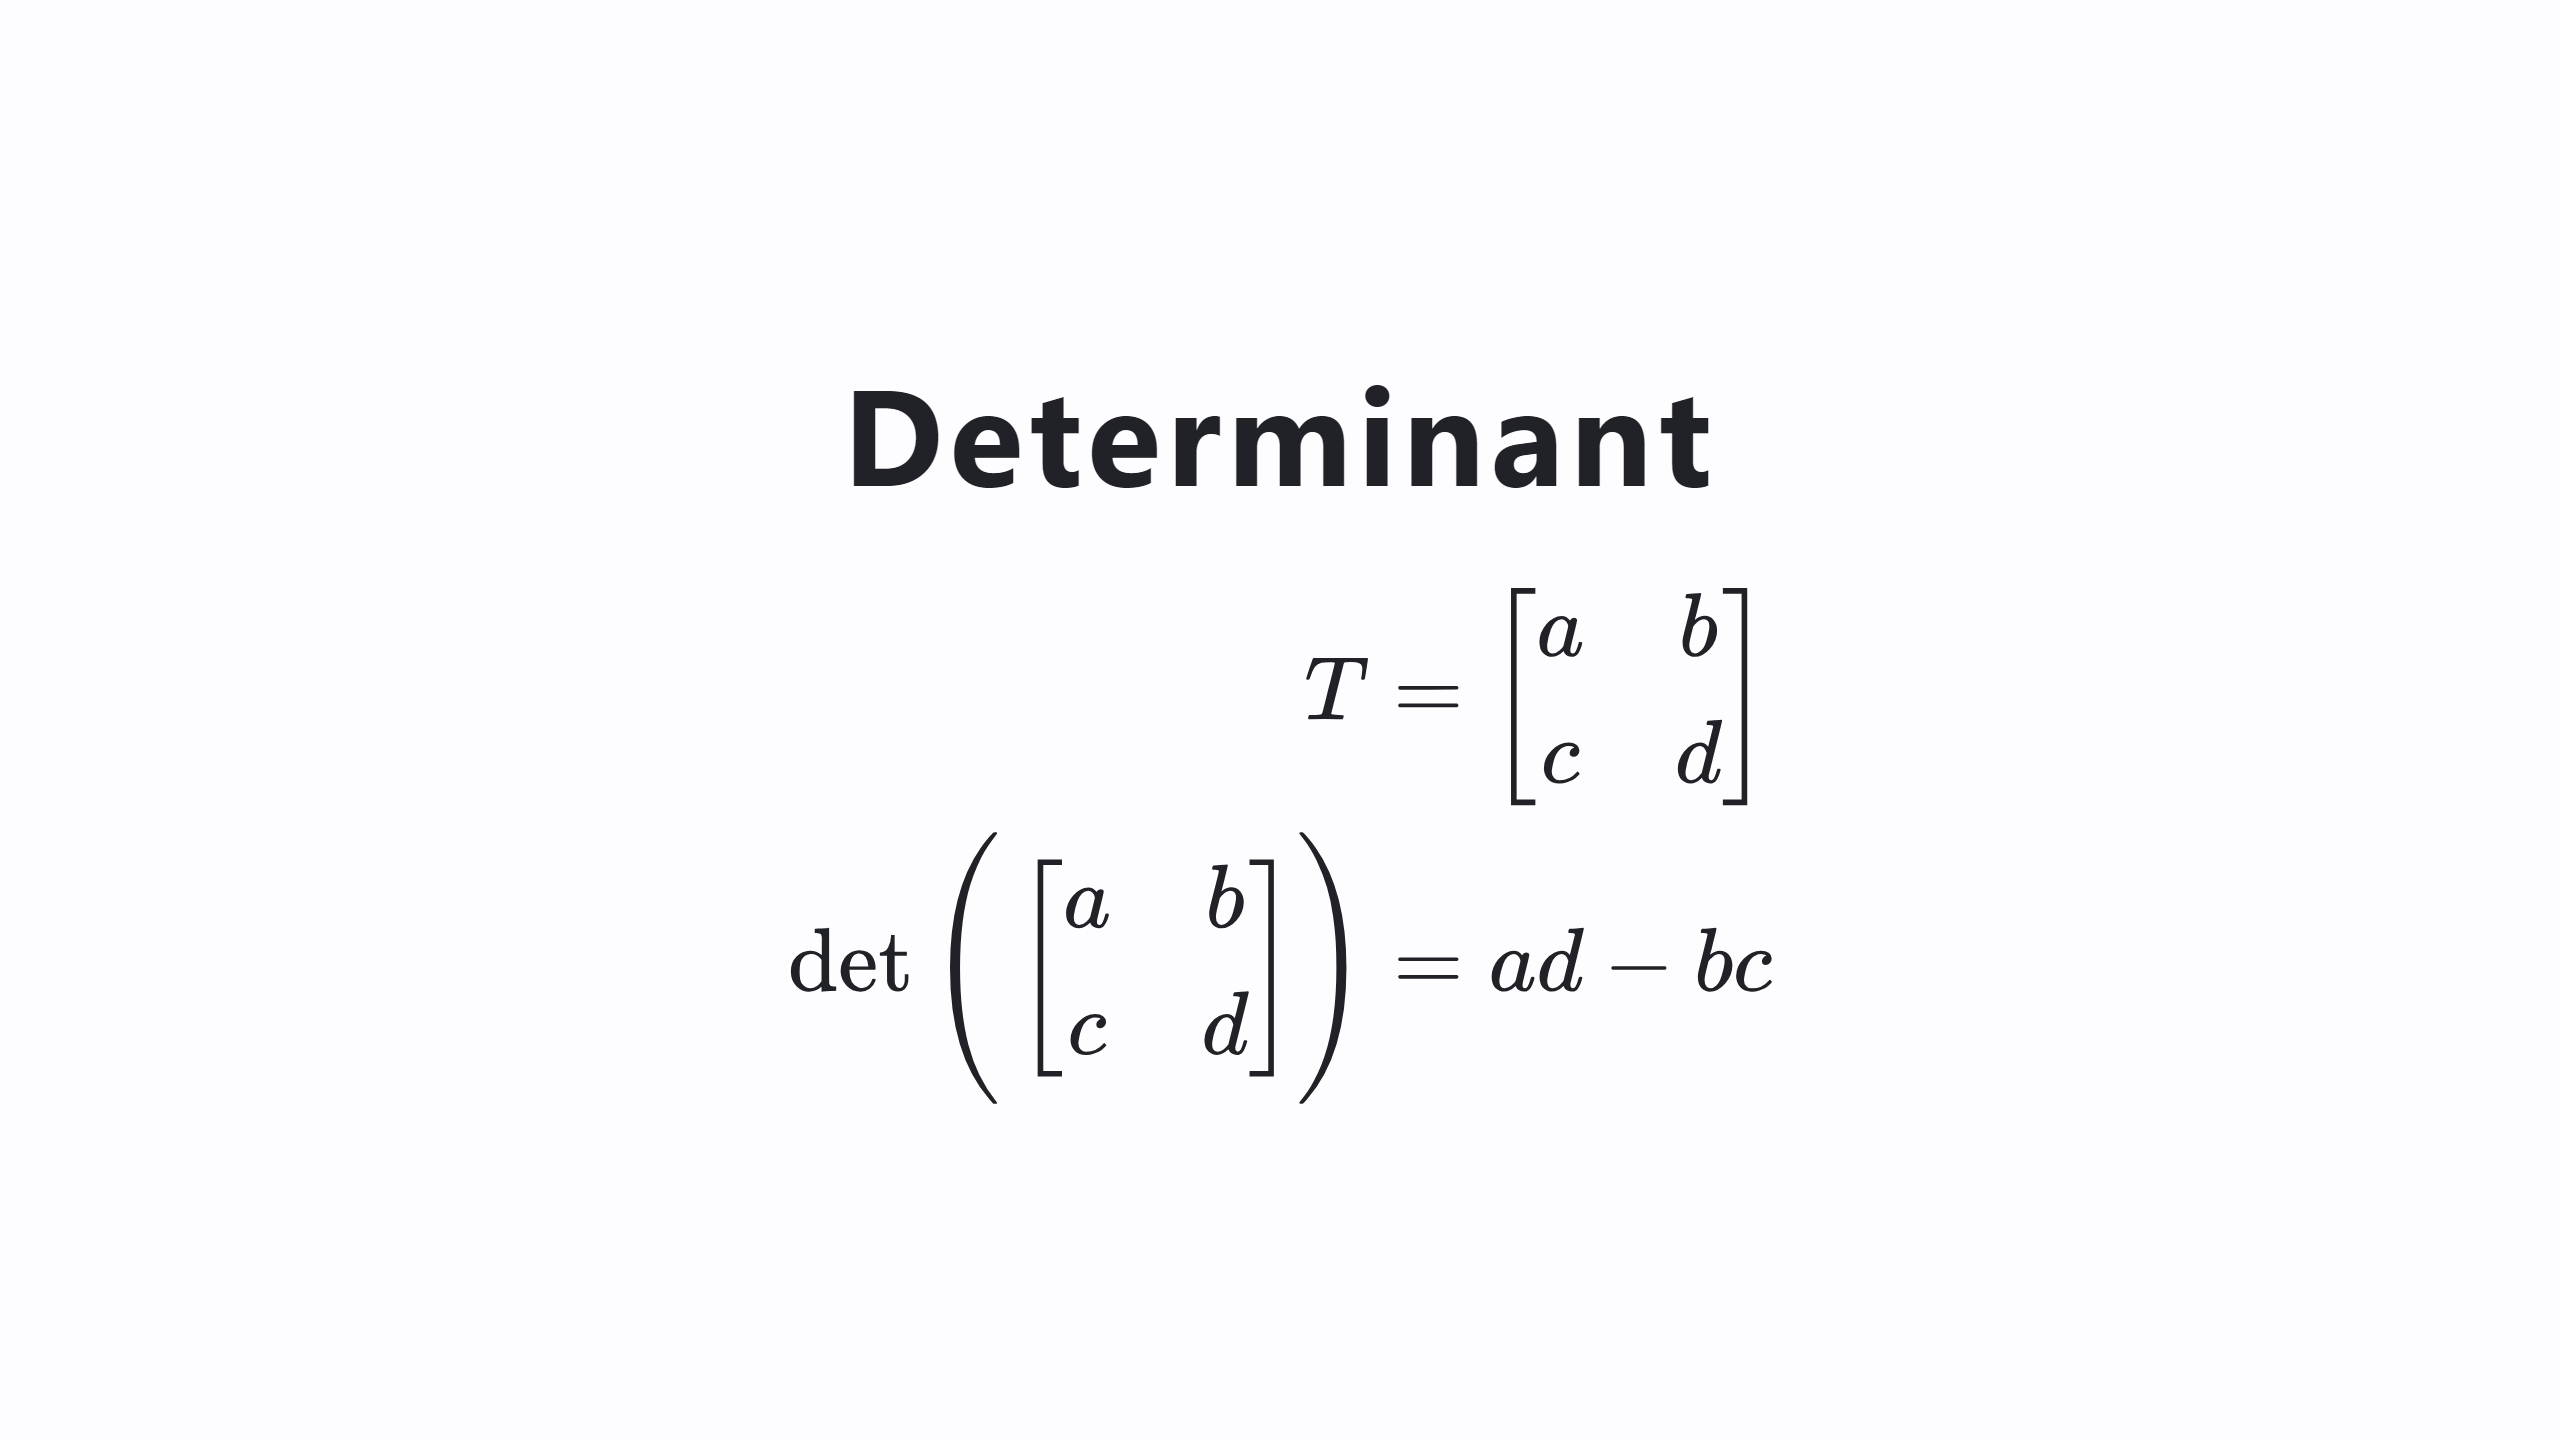 Determinant
T = [a b
c d]
det([a b
c d]) = ad − bc